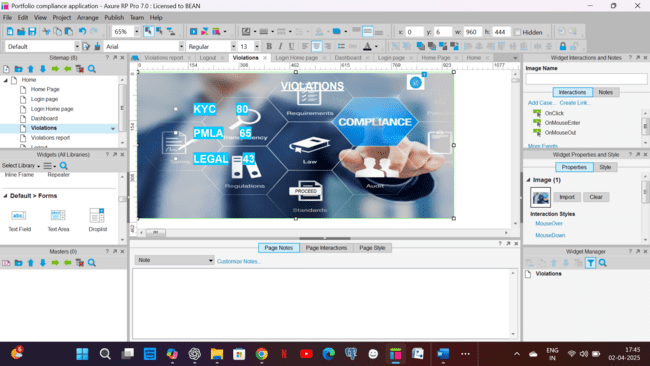 Portfolio compliance application - Axure RP Pro 7.0 : Licensed to BEAN
File Edit View Project Arrange Publish Team Help
65% x: 0 y: 6 w: 960 h: 444 Hidden
Default Arial Regular 13 B I U A
Sitemap (8)
Home
Home Page
Login page
Login Home page
Dashboard
Violations
Violations report
Widgets (All Libraries)
Select Library
Inline Frame Repeater
Default > Forms
Text Field Text Area Droplist
Masters (0)
Violations report Logout Violations Login Home page Dashboard Login page Home Page Home
0 154 308 462 615 769 923 1077
154
308
462
VIOLATIONS
1
KYC 80
PMLA 65
LEGAL 43
Requirements
COMPLIANCE
Law
Regulations
Audit
PROCEED
Standards
Page Notes Page Interactions Page Style
Note Customize Notes...
Widget Interactions and Notes
Image Name
Interactions Notes
Add Case... Create Link...
OnClick
OnMouseEnter
OnMouseOut
More Events
Widget Properties and Style
Properties Style
Image (1)
Import Clear
Interaction Styles
MouseOver
MouseDown
Widget Manager
Violations
6
ENG
IN
17:45
02-04-2025